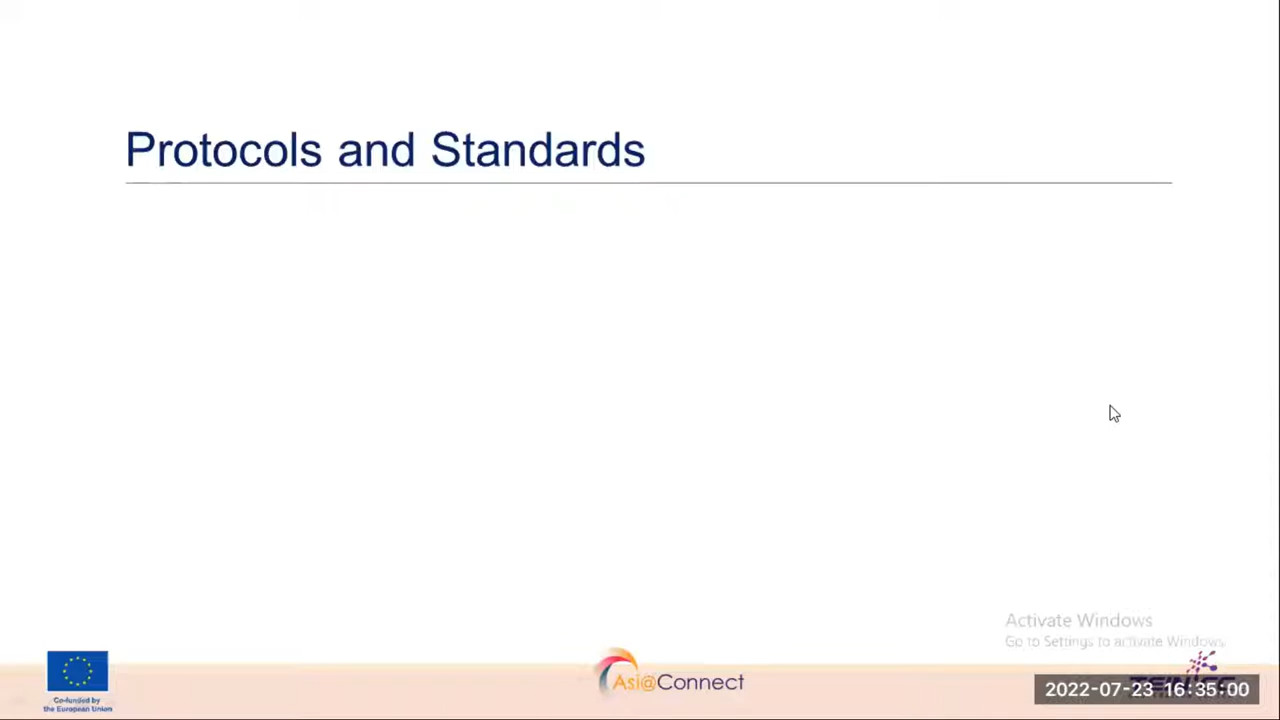 Protocols and Standards
Activate Windows
Go to Settings to activate Windows.
Co-funded by
the European Union
Asi@Connect
2022-07-23 16:35:00